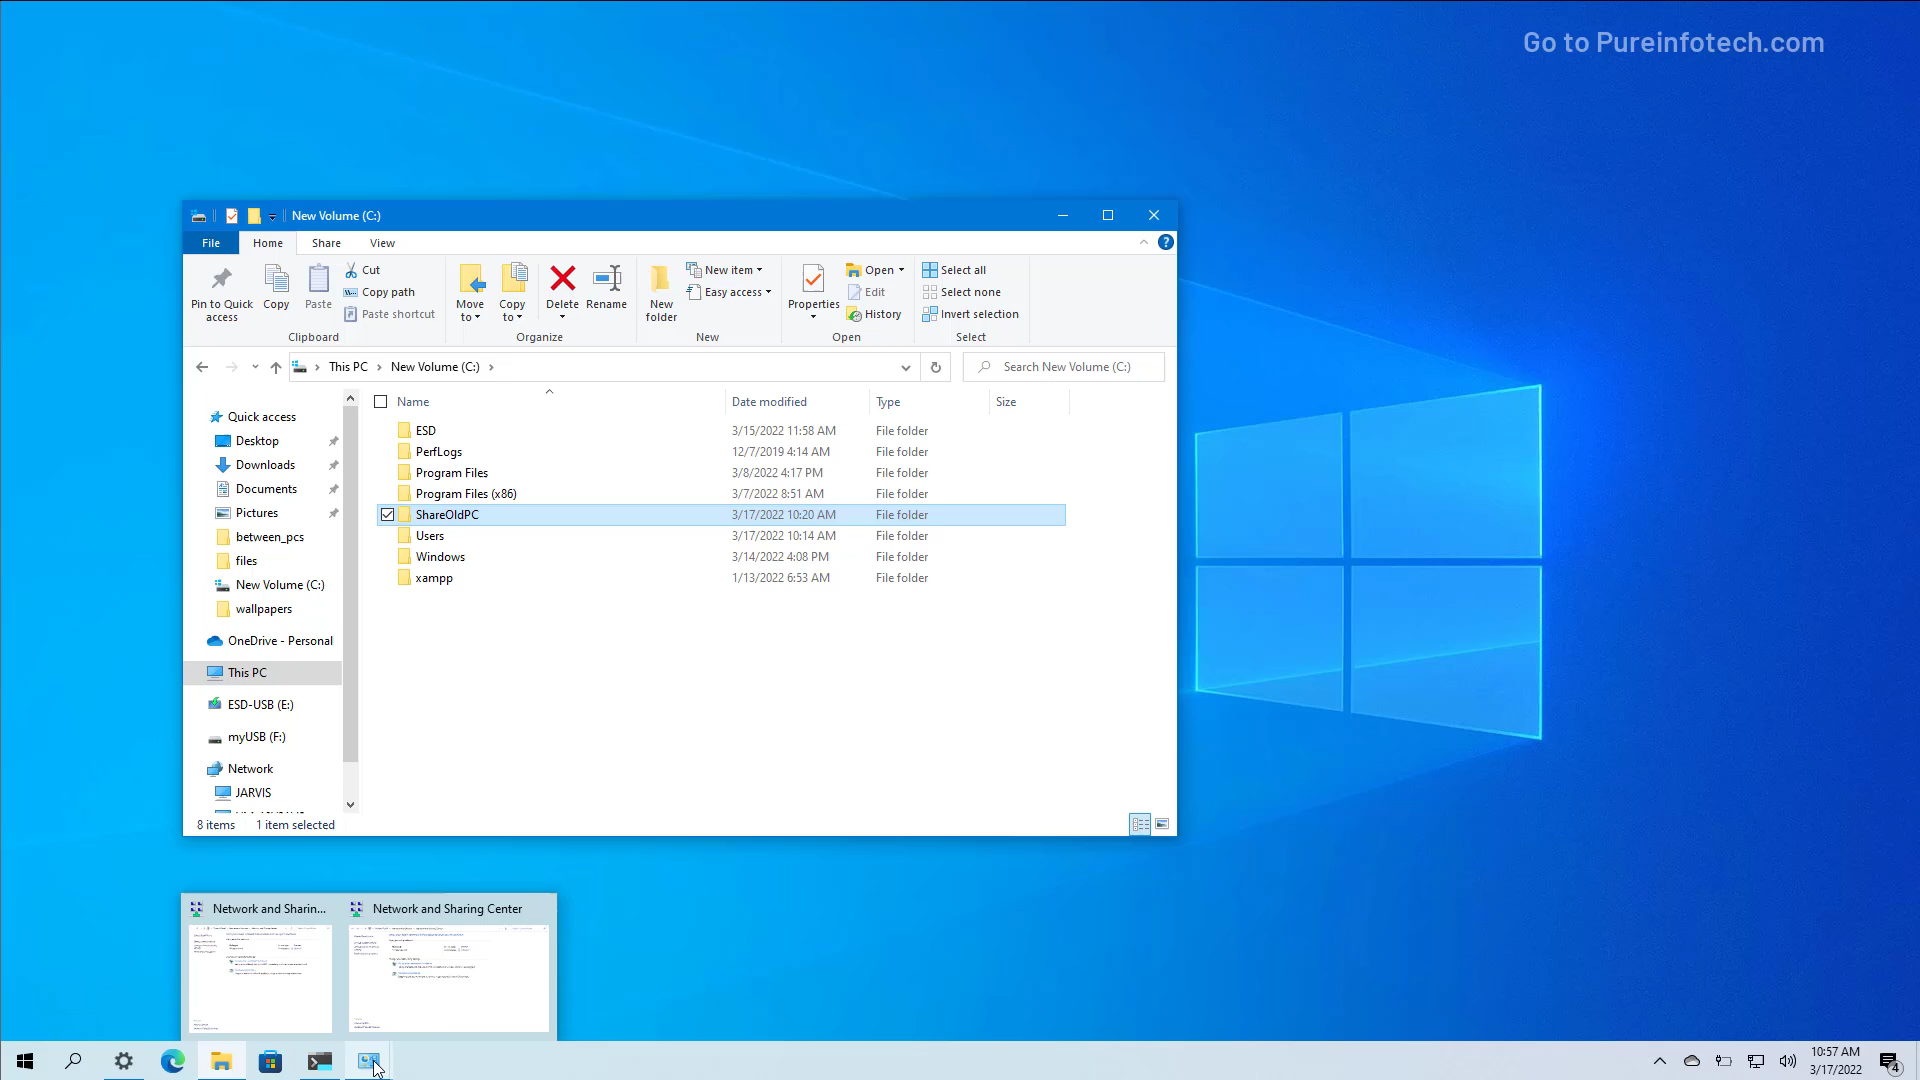 Go to Pureinfotech.com
New Volume (C:)
File
Home
Share
View
Pin to Quick access
Copy
Paste
Cut
Copy path
Paste shortcut
Clipboard
Move to
Copy to
Delete
Rename
Organize
New folder
New item
Easy access
New
Properties
Open
Edit
History
Open
Select all
Select none
Invert selection
Select
This PC
New Volume (C:)
Search New Volume (C:)
Quick access
Desktop
Downloads
Documents
Pictures
between_pcs
files
New Volume (C:)
wallpapers
OneDrive - Personal
This PC
ESD-USB (E:)
myUSB (F:)
Network
JARVIS
Name Date modified Type Size
ESD 3/15/2022 11:58 AM File folder
PerfLogs 12/7/2019 4:14 AM File folder
Program Files 3/8/2022 4:17 PM File folder
Program Files (x86) 3/7/2022 8:51 AM File folder
ShareOldPC 3/17/2022 10:20 AM File folder
Users 3/17/2022 10:14 AM File folder
Windows 3/14/2022 4:08 PM File folder
xampp 1/13/2022 6:53 AM File folder
8 items 1 item selected
Network and Sharin...
Network and Sharing Center
10:57 AM
3/17/2022
4